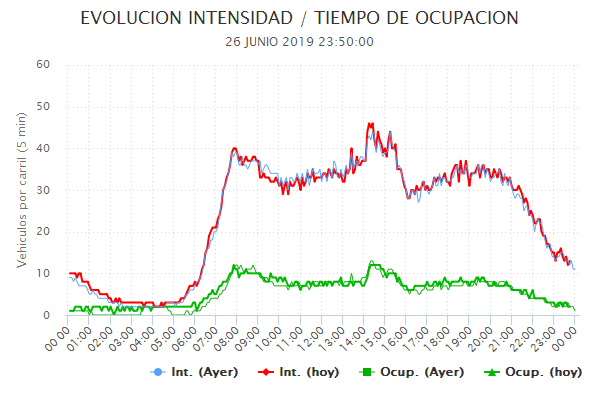 EVOLUCION INTENSIDAD / TIEMPO DE OCUPACION
26 JUNIO 2019 23:50:00
Vehiculos por carril (5 min)
60
50
40
30
20
10
0
00:00 01:00 02:00 03:00 04:00 05:00 06:00 07:00 08:00 09:00 10:00 11:00 12:00 13:00 14:00 15:00 16:00 17:00 18:00 19:00 20:00 21:00 22:00 23:00 00:00
Int. (Ayer) Int. (hoy) Ocup. (Ayer) Ocup. (hoy)